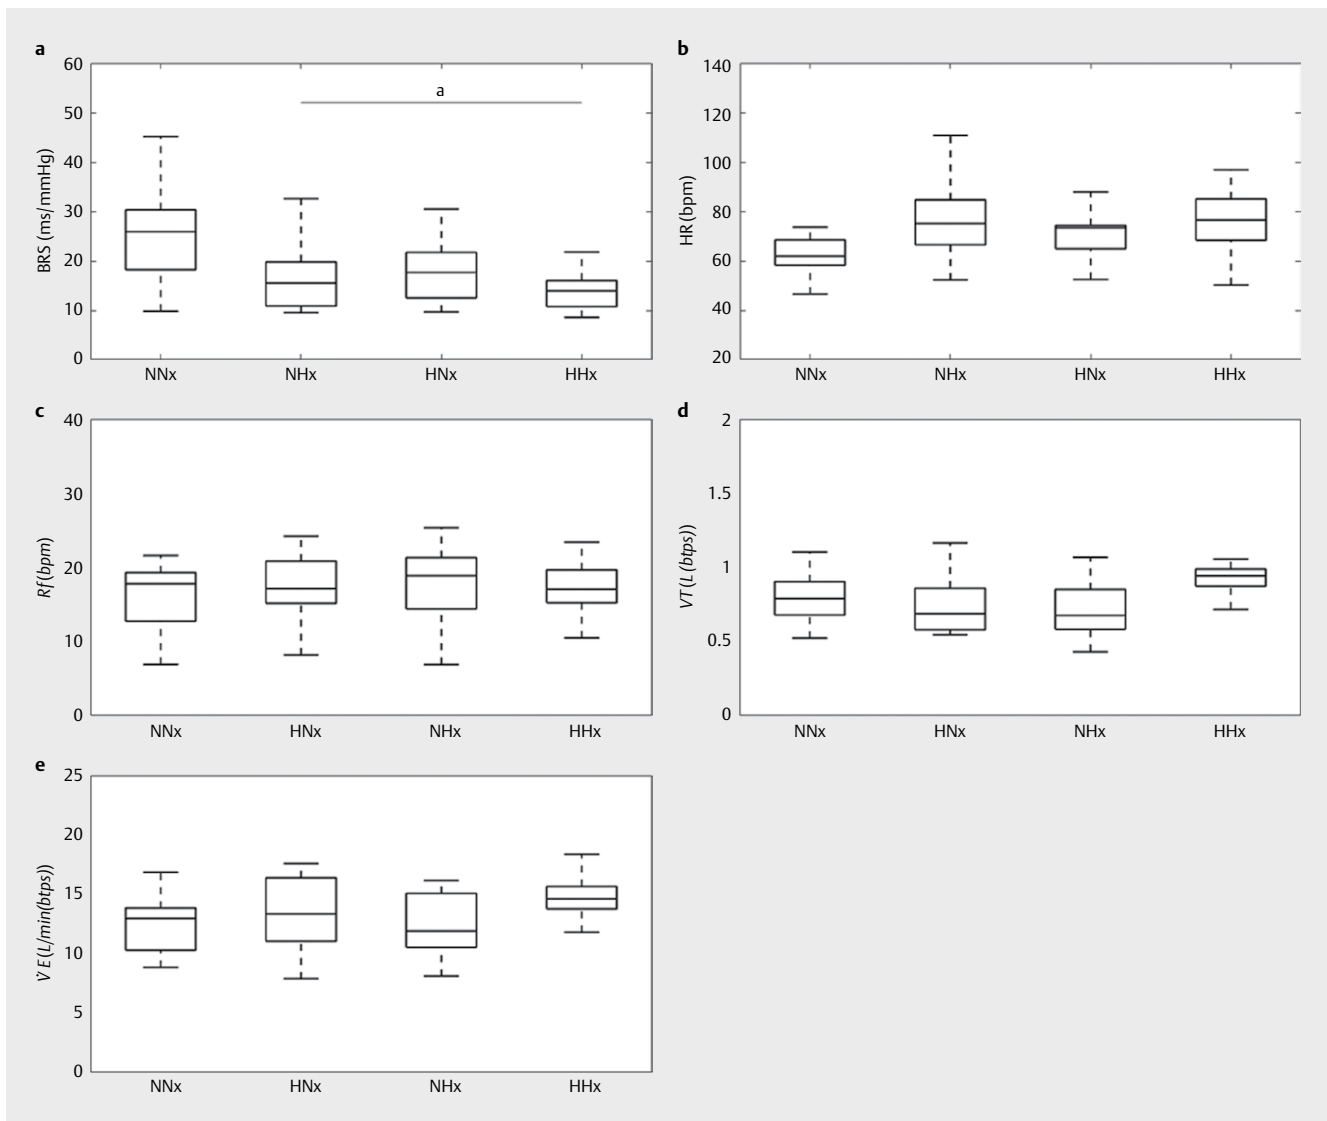 a
60
50
40
30
20
10
0
BRS (ms/mmHg)
a
NNx NHx HNx HHx
b
140
120
100
80
60
40
20
HR (bpm)
NNx NHx HNx HHx
c
40
30
20
10
0
Rf (bpm)
NNx HNx NHx HHx
d
2
1.5
1
0.5
0
VT (L (btps))
NNx HNx NHx HHx
e
25
20
15
10
5
0
V̇ E (L/min(btps))
NNx HNx NHx HHx